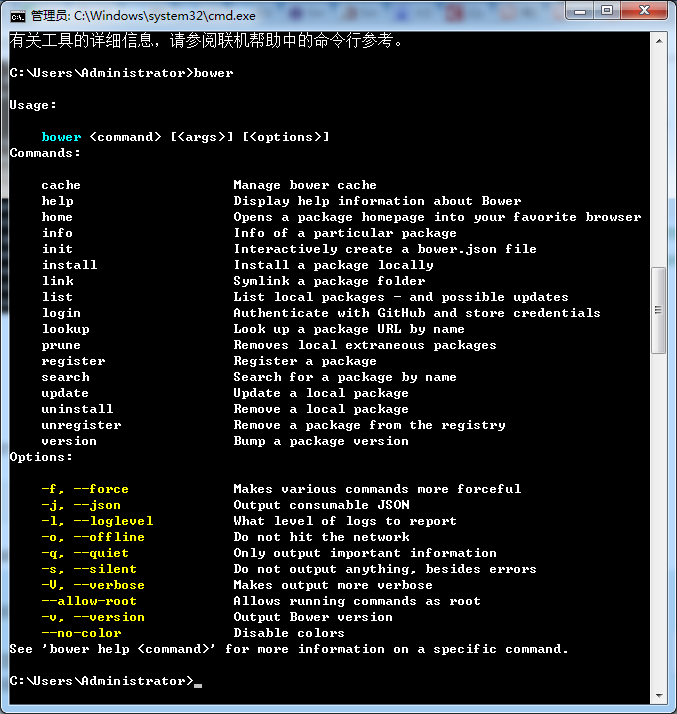 管理员: C:\Windows\system32\cmd.exe
有关工具的详细信息，请参阅联机帮助中的命令行参考。
C:\Users\Administrator>bower
Usage:
bower <command> [<args>] [<options>]
Commands:
cache Manage bower cache
help Display help information about Bower
home Opens a package homepage into your favorite browser
info Info of a particular package
init Interactively create a bower.json file
install Install a package locally
link Symlink a package folder
list List local packages - and possible updates
login Authenticate with GitHub and store credentials
lookup Look up a package URL by name
prune Removes local extraneous packages
register Register a package
search Search for a package by name
update Update a local package
uninstall Remove a local package
unregister Remove a package from the registry
version Bump a package version
Options:
-f, --force Makes various commands more forceful
-j, --json Output consumable JSON
-l, --loglevel What level of logs to report
-o, --offline Do not hit the network
-q, --quiet Only output important information
-s, --silent Do not output anything, besides errors
-V, --verbose Makes output more verbose
--allow-root Allows running commands as root
-v, --version Output Bower version
--no-color Disable colors
See 'bower help <command>' for more information on a specific command.
C:\Users\Administrator>_